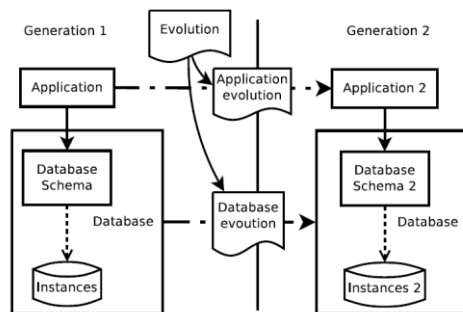 Generation 1
Evolution
Generation 2
Application
Application
evolution
Application 2
Database
Schema
Database
Schema 2
Database
Database
evoution
Database
Instances
Instances 2